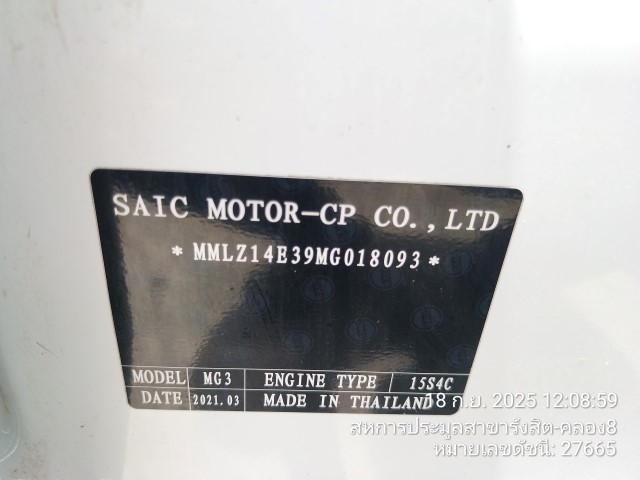 SAIC MOTOR-CP CO., LTD
* MMLZ14E39MG018093 *
MODEL MG3 ENGINE TYPE 15S4C
DATE 2021.03 MADE IN THAILAND
18 ก.ย. 2025 12:08:59
สหการประมูลสาขารังสิต-คลอง8
หมายเลขดัชนี: 27665